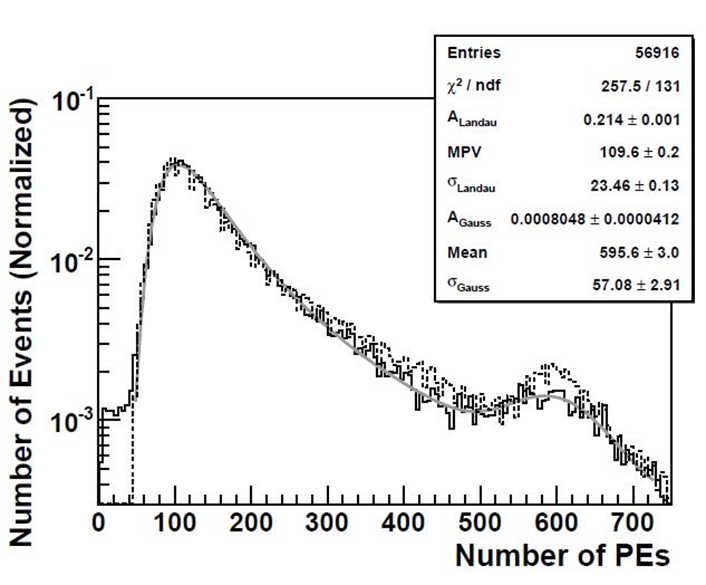 Entries 56916
χ² / ndf 257.5 / 131
A_Landau 0.214 ± 0.001
MPV 109.6 ± 0.2
σ_Landau 23.46 ± 0.13
A_Gauss 0.0008048 ± 0.0000412
Mean 595.6 ± 3.0
σ_Gauss 57.08 ± 2.91
Number of Events (Normalized)
10⁻¹
10⁻²
10⁻³
0 100 200 300 400 500 600 700
Number of PEs